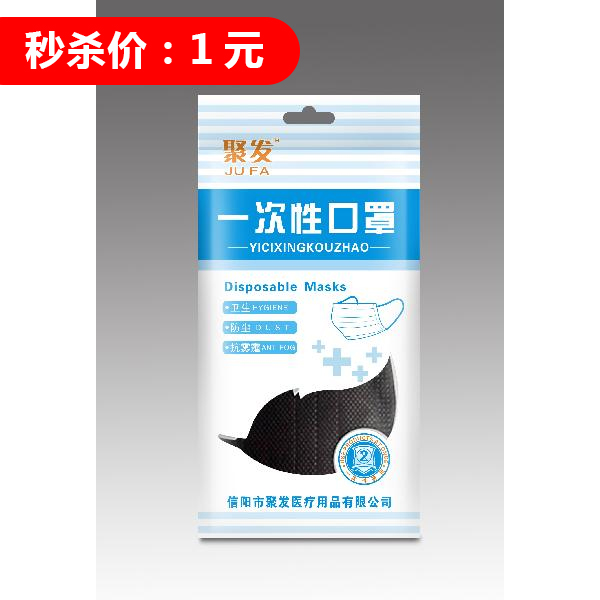 秒杀价：1元
聚发
JU FA
一次性口罩
YICIXINGKOUZHAO
Disposable Masks
•卫生 HYGIENE
•防尘 DUST
•抗雾霾 ANT FOG
2
信阳市聚发医疗用品有限公司